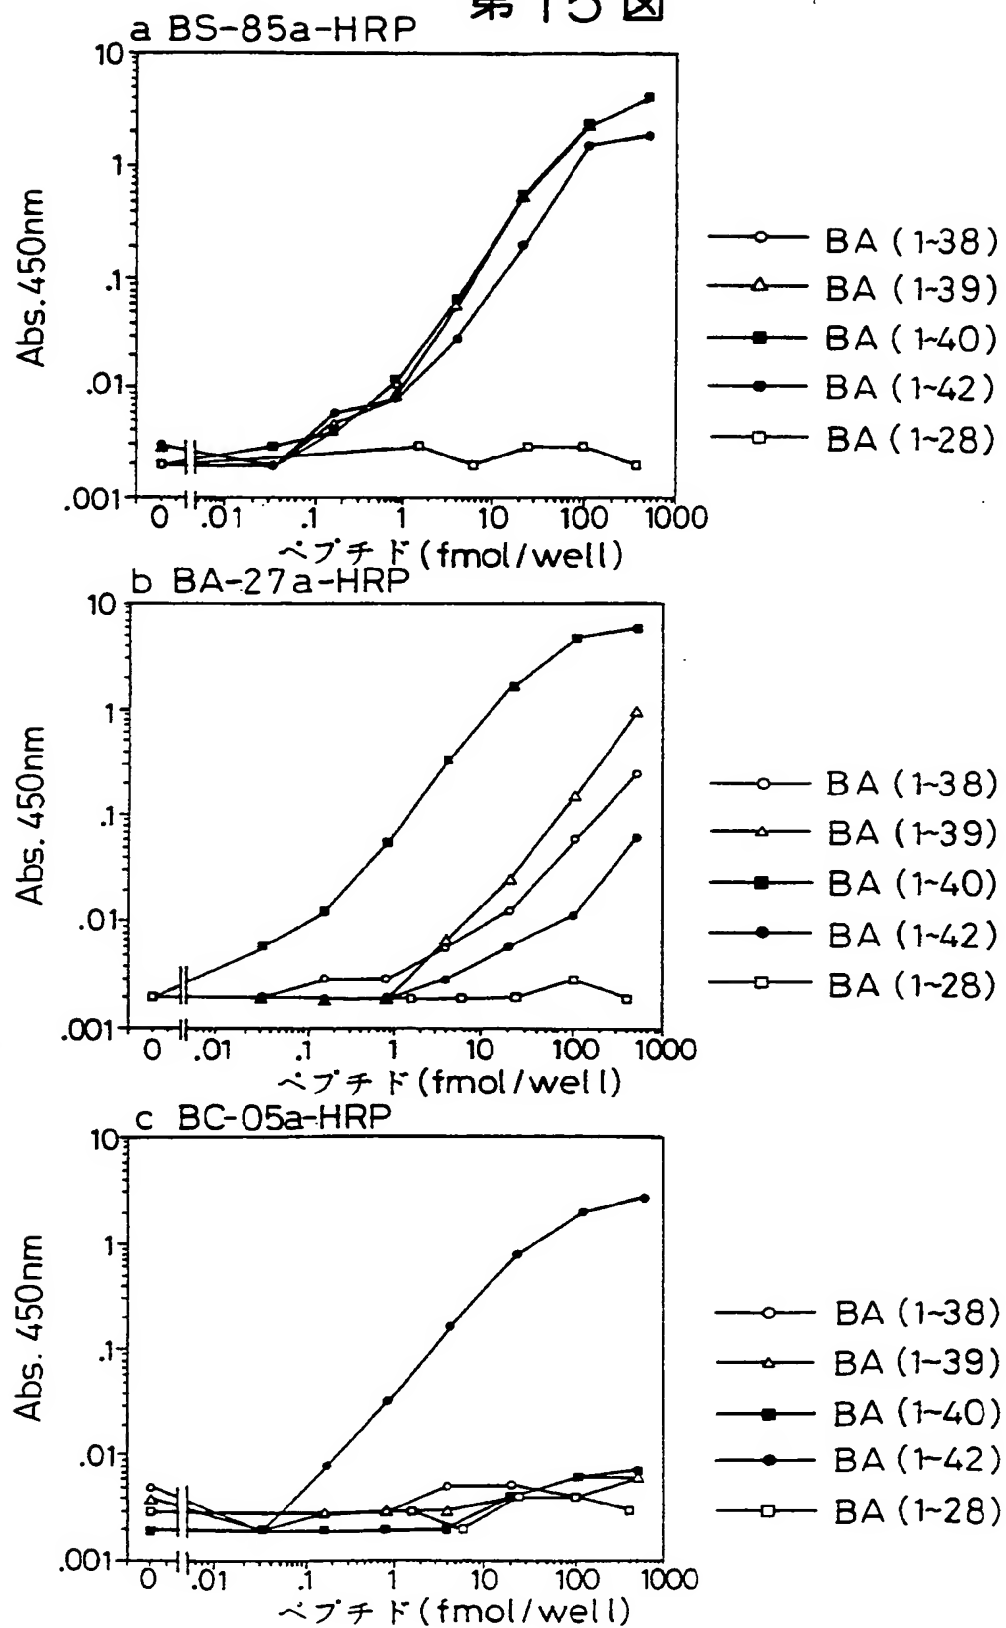 第15図
a BS-85a-HRP
10
1
.1
.01
.001
Abs. 450nm
0 .01 .1 1 10 100 1000
ペプチド (fmol/well)
BA (1~38)
BA (1~39)
BA (1~40)
BA (1~42)
BA (1~28)
b BA-27a-HRP
10
1
.1
.01
.001
Abs. 450nm
0 .01 .1 1 10 100 1000
ペプチド (fmol/well)
BA (1~38)
BA (1~39)
BA (1~40)
BA (1~42)
BA (1~28)
c BC-05a-HRP
10
1
.1
.01
.001
Abs. 450nm
0 .01 .1 1 10 100 1000
ペプチド (fmol/well)
BA (1~38)
BA (1~39)
BA (1~40)
BA (1~42)
BA (1~28)